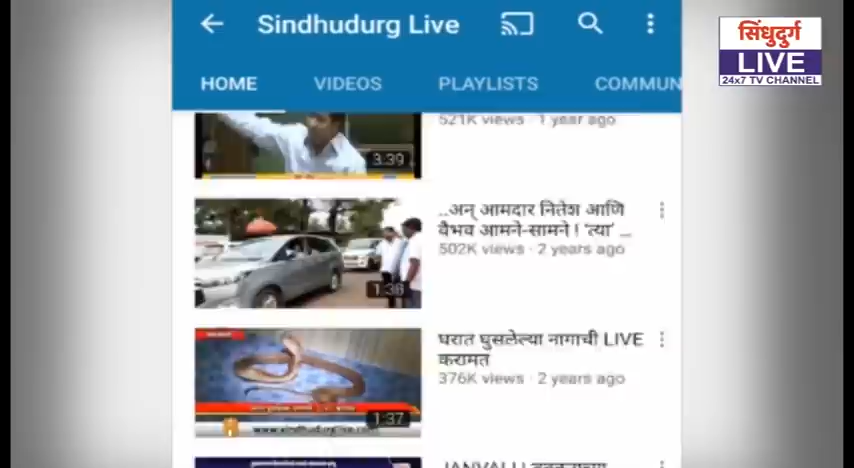 Sindhudurg Live
सिंधुदुर्ग
LIVE
24x7 TV CHANNEL
HOME
VIDEOS
PLAYLISTS
COMMUN
3:39
521K views · 1 year ago
..अन् आमदार नितेश आणि
वैभव आमने-सामने ! 'त्या' ...
502K views · 2 years ago
1:36
घरात घुसलेल्या नागाची LIVE
करामत
376K views · 2 years ago
1:37